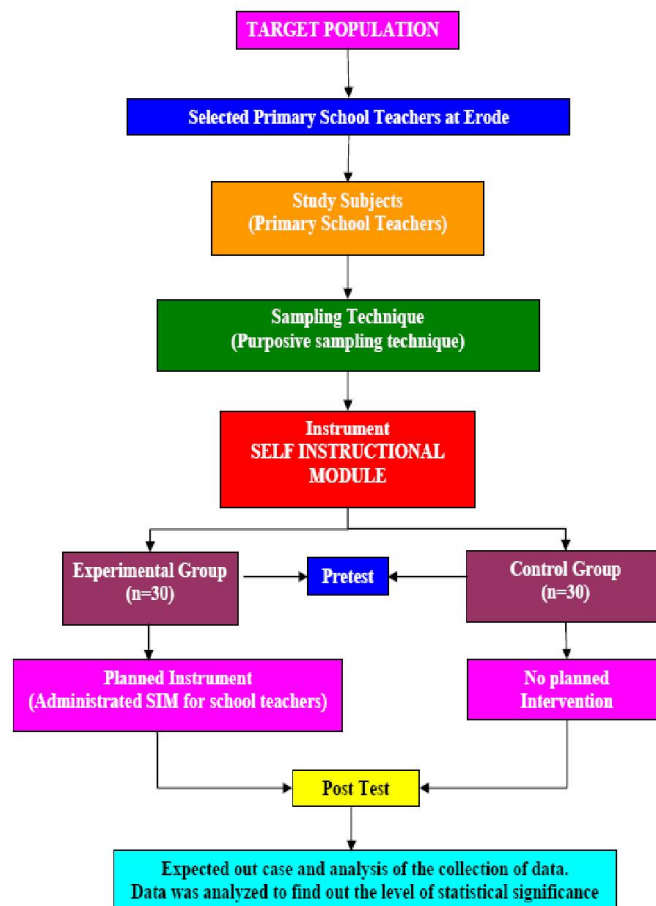 TARGET POPULATION
Selected Primary School Teachers at Erode
Study Subjects
(Primary School Teachers)
Sampling Technique
(Purposive sampling technique)
Instrument
SELF INSTRUCTIONAL
MODULE
Experimental Group
(n=30)
Pretest
Control Group
(n=30)
Planned Instrument
(Administrated SIM for school teachers)
No planned
Intervention
Post Test
Expected out case and analysis of the collection of data.
Data was analyzed to find out the level of statistical significance